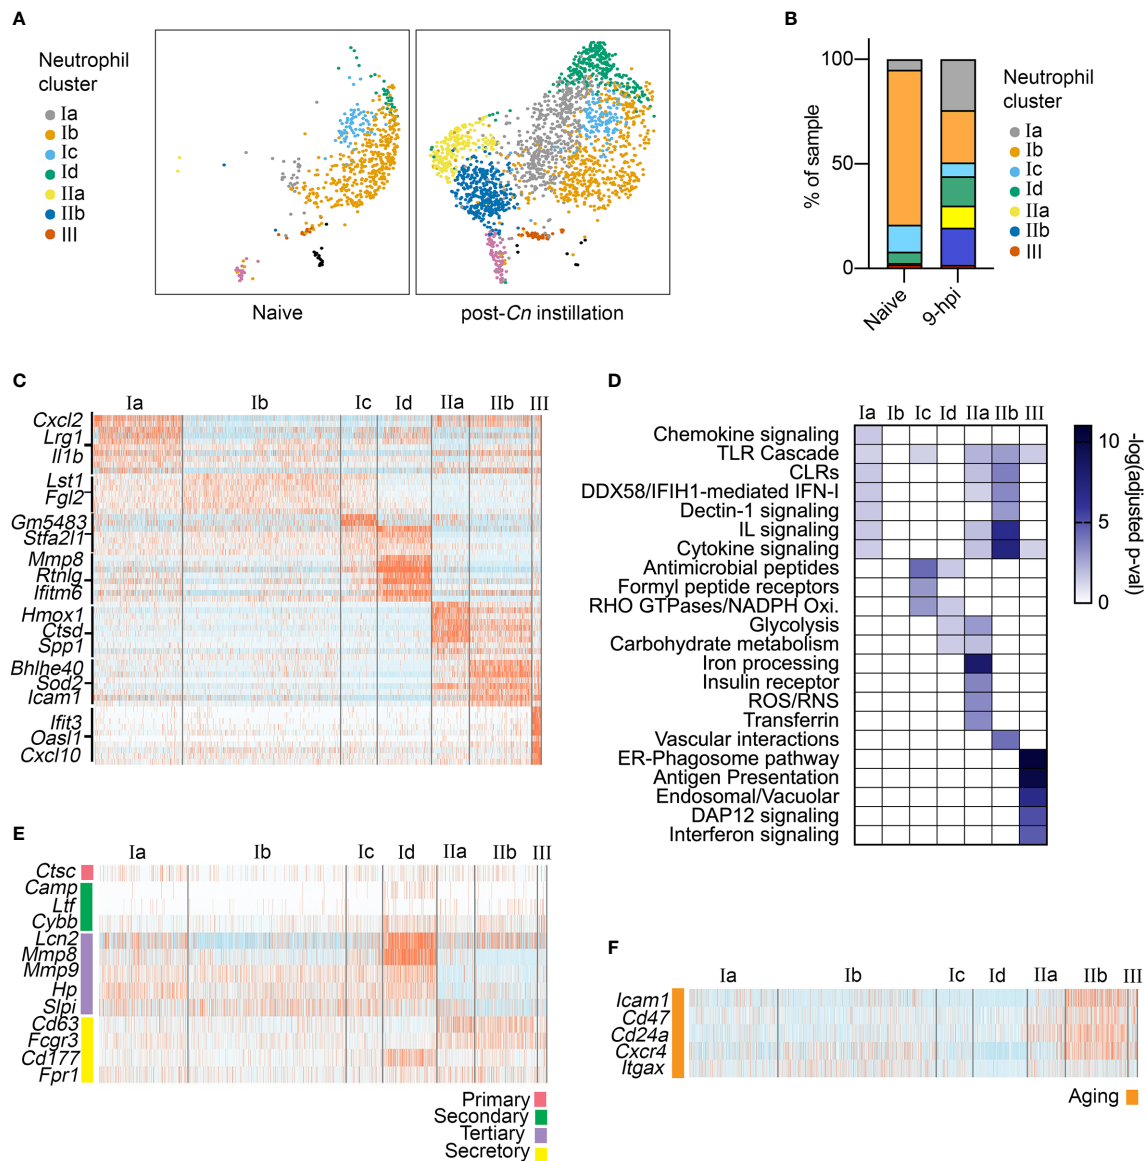 A
Neutrophil
cluster
Ia
Ib
Ic
Id
IIa
IIb
III
Naive
post-Cn instillation
B
% of sample
100
50
0
Naive
9-hpi
Neutrophil
cluster
Ia
Ib
Ic
Id
IIa
IIb
III
C
Ia Ib Ic Id IIa IIb III
Cxcl2
Lrg1
Il1b
Lst1
Fgl2
Gm5483
Stfa2l1
Mmp8
Rtnlg
Ifitm6
Hmox1
Ctsd
Spp1
Bhlhe40
Sod2
Icam1
Ifit3
Oasl1
Cxcl10
D
Ia Ib Ic Id IIa IIb III
Chemokine signaling
TLR Cascade
CLRs
DDX58/IFIH1-mediated IFN-I
Dectin-1 signaling
IL signaling
Cytokine signaling
Antimicrobial peptides
Formyl peptide receptors
RHO GTPases/NADPH Oxi.
Glycolysis
Carbohydrate metabolism
Iron processing
Insulin receptor
ROS/RNS
Transferrin
Vascular interactions
ER-Phagosome pathway
Antigen Presentation
Endosomal/Vacuolar
DAP12 signaling
Interferon signaling
10
5
0
-log(adjusted p-val)
E
Ia Ib Ic Id IIa IIb III
Ctsc
Camp
Ltf
Cybb
Lcn2
Mmp8
Mmp9
Hp
Slpi
Cd63
Fcgr3
Cd177
Fpr1
Primary
Secondary
Tertiary
Secretory
F
Ia Ib Ic Id IIa IIb III
Icam1
Cd47
Cd24a
Cxcr4
Itgax
Aging